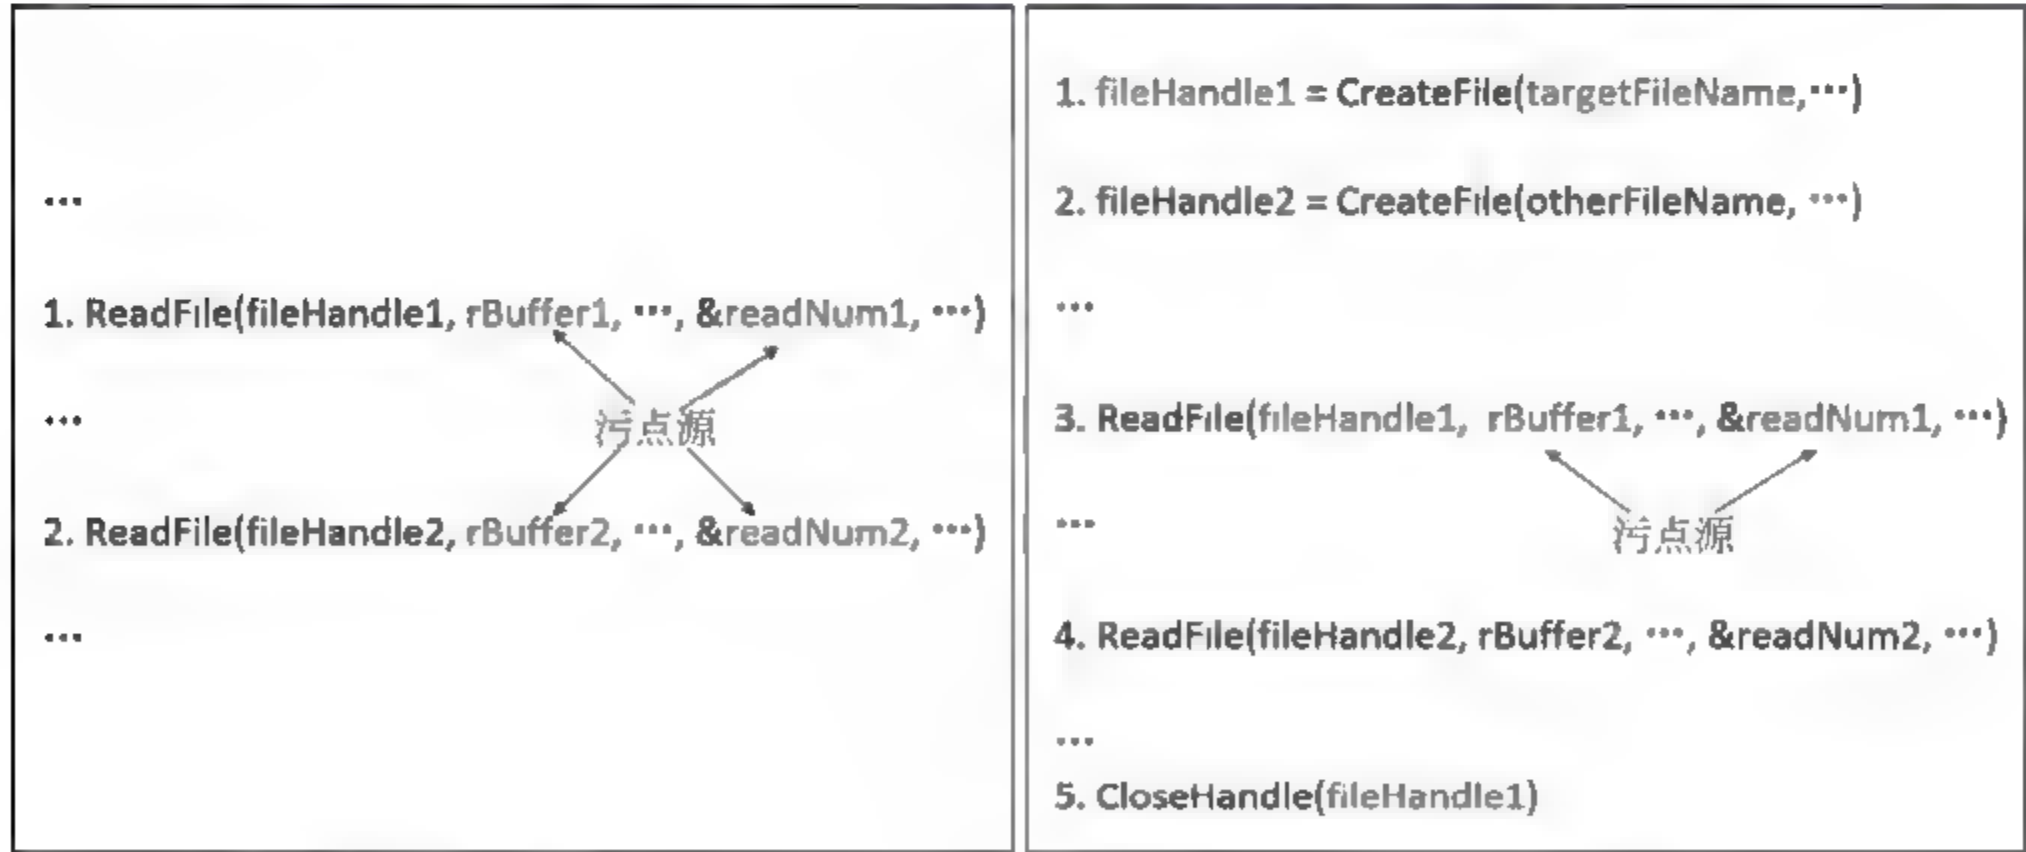 …
1. ReadFile(fileHandle1, rBuffer1, …, &readNum1, …)
…
污点源
2. ReadFile(fileHandle2, rBuffer2, …, &readNum2, …)
…
1. fileHandle1 = CreateFile(targetFileName,…)
2. fileHandle2 = CreateFile(otherFileName, …)
…
3. ReadFile(fileHandle1, rBuffer1, …, &readNum1, …)
…
污点源
4. ReadFile(fileHandle2, rBuffer2, …, &readNum2, …)
…
5. CloseHandle(fileHandle1)